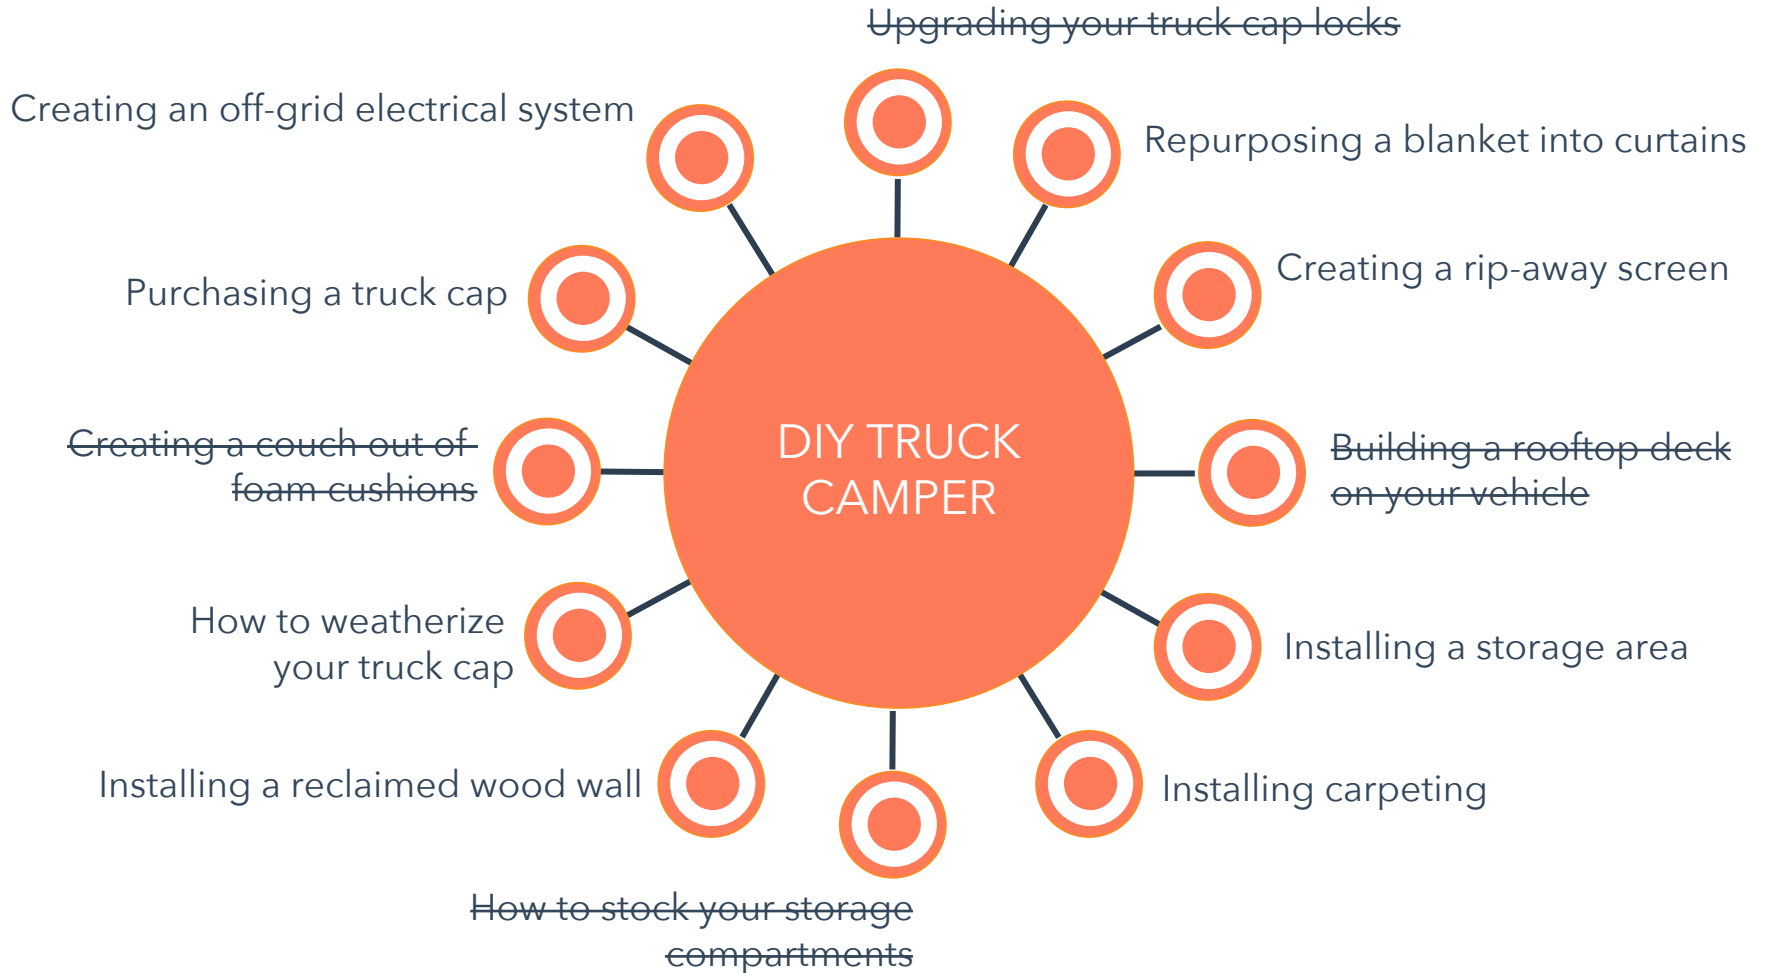 Upgrading your truck cap locks
Creating an off-grid electrical system
Repurposing a blanket into curtains
Creating a rip-away screen
Purchasing a truck cap
DIY TRUCK
CAMPER
Creating a couch out of
foam cushions
Building a rooftop deck
on your vehicle
How to weatherize
your truck cap
Installing a storage area
Installing a reclaimed wood wall
Installing carpeting
How to stock your storage
compartments